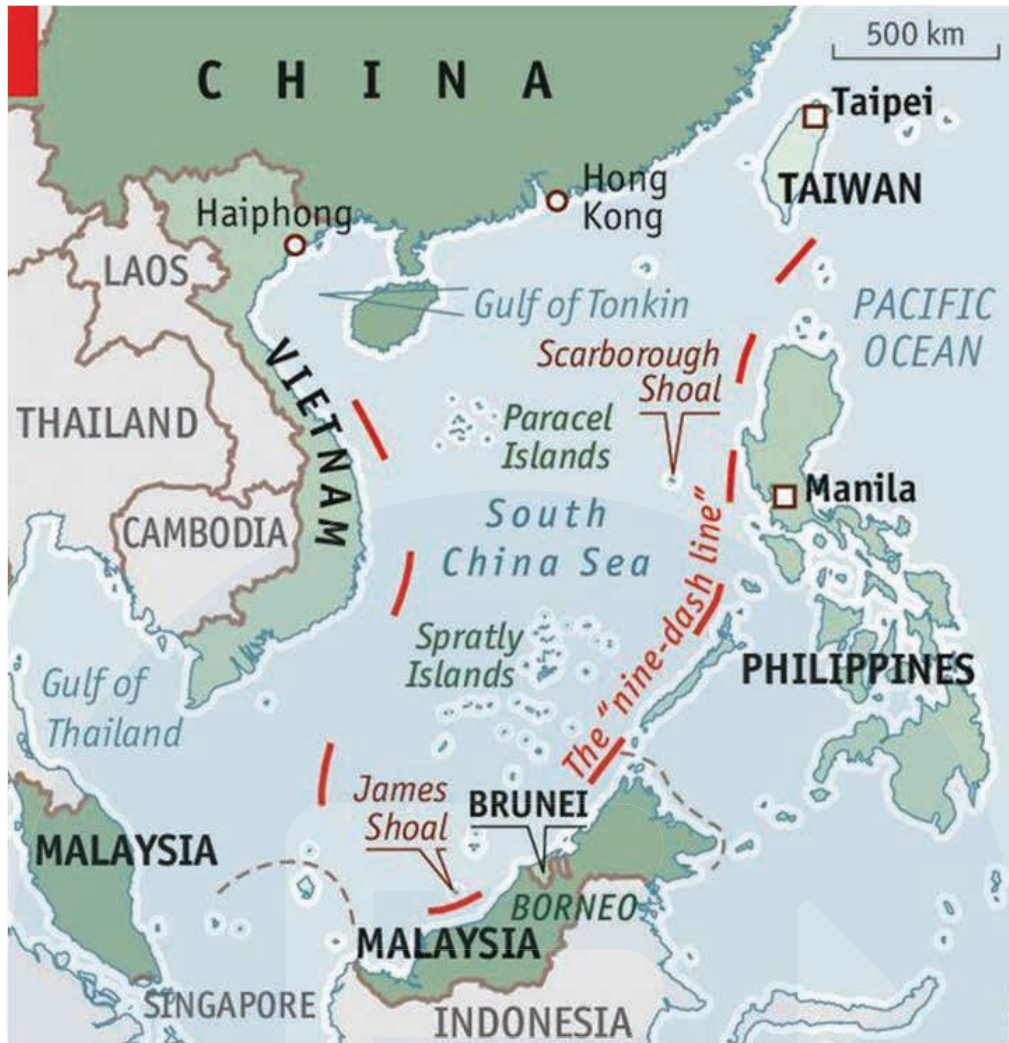 500 km
CHINA
Taipei
TAIWAN
Hong
Kong
Haiphong
LAOS
Gulf of Tonkin
PACIFIC
OCEAN
Scarborough
Shoal
VIETNAM
THAILAND
Paracel
Islands
Manila
South
China Sea
CAMBODIA
The "nine-dash line"
Spratly
Islands
PHILIPPINES
Gulf of
Thailand
James
Shoal
BRUNEI
MALAYSIA
BORNEO
MALAYSIA
SINGAPORE
INDONESIA